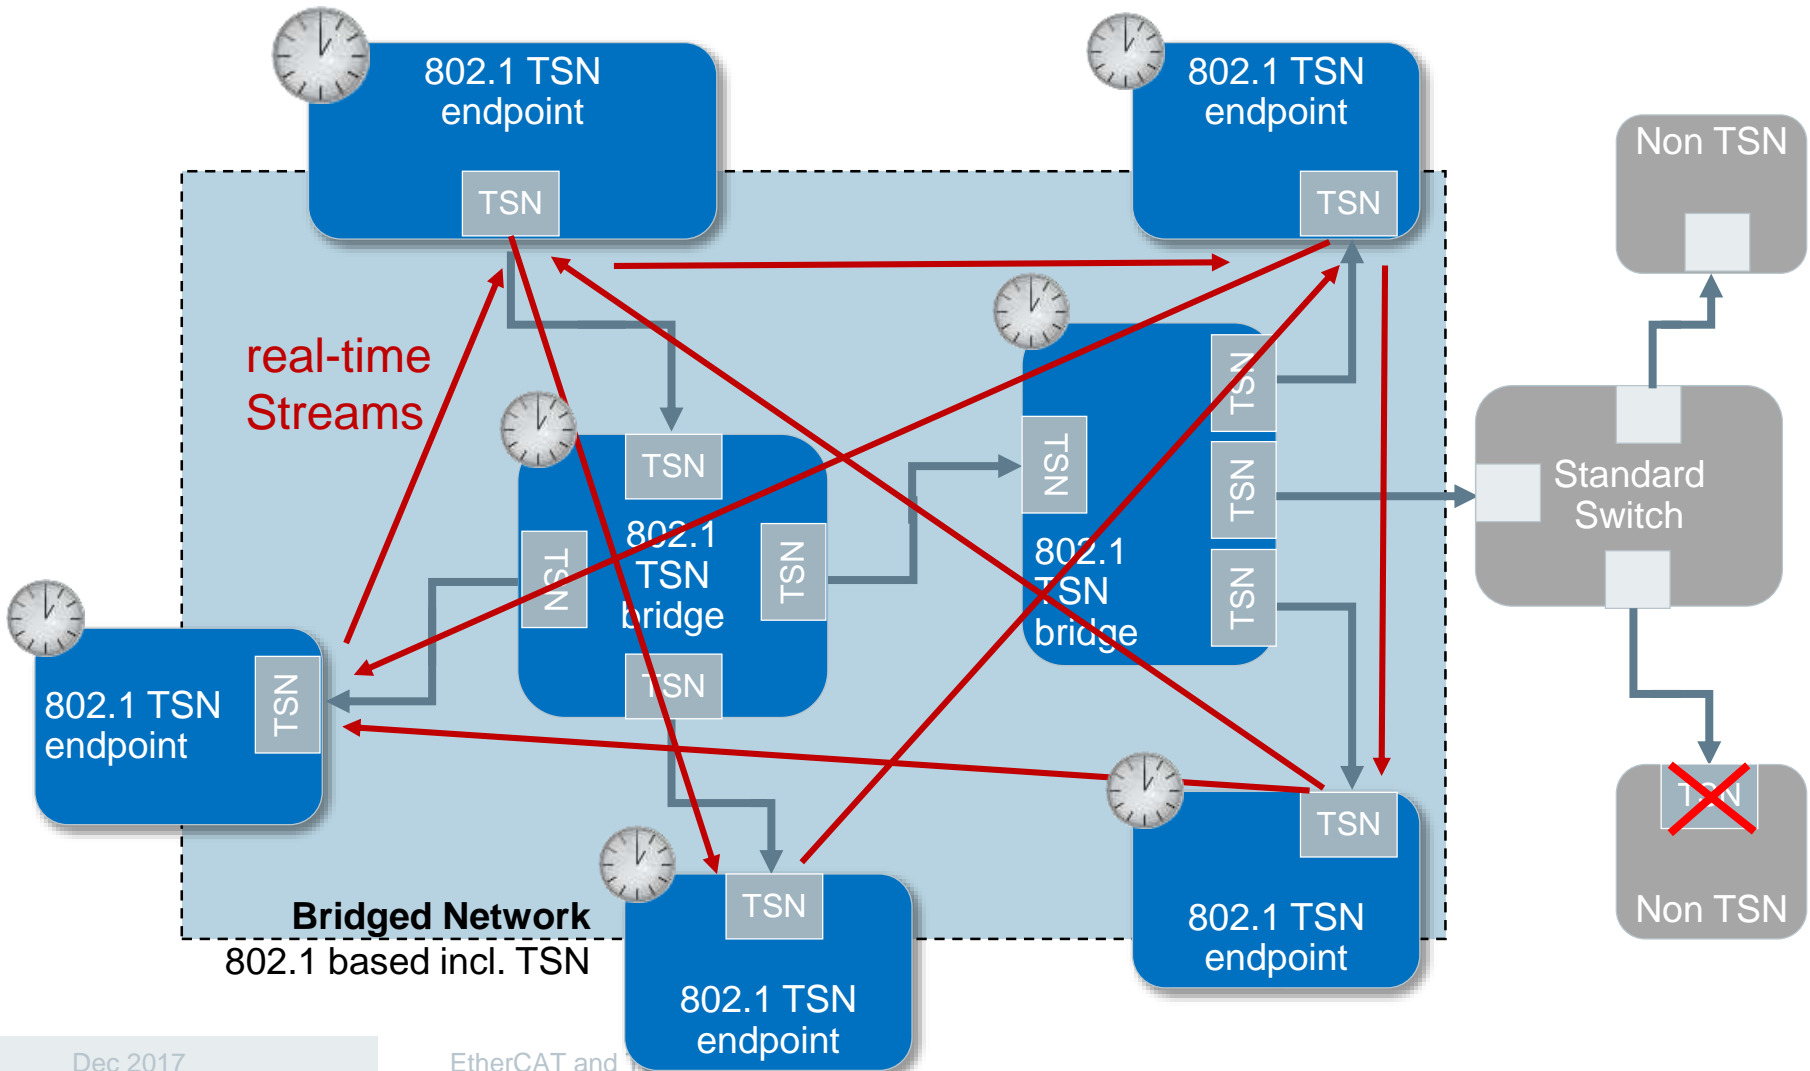 802.1 TSN
endpoint
TSN
802.1 TSN
endpoint
TSN
Non TSN
real-time
Streams
TSN
TSN
802.1
TSN
bridge
TSN
TSN
TSN
802.1
TSN
bridge
TSN
TSN
TSN
Standard
Switch
802.1 TSN
endpoint
TSN
TSN
802.1 TSN
endpoint
TSN
Non TSN
Bridged Network
802.1 based incl. TSN
TSN
802.1 TSN
endpoint
Dec 2017
EtherCAT and